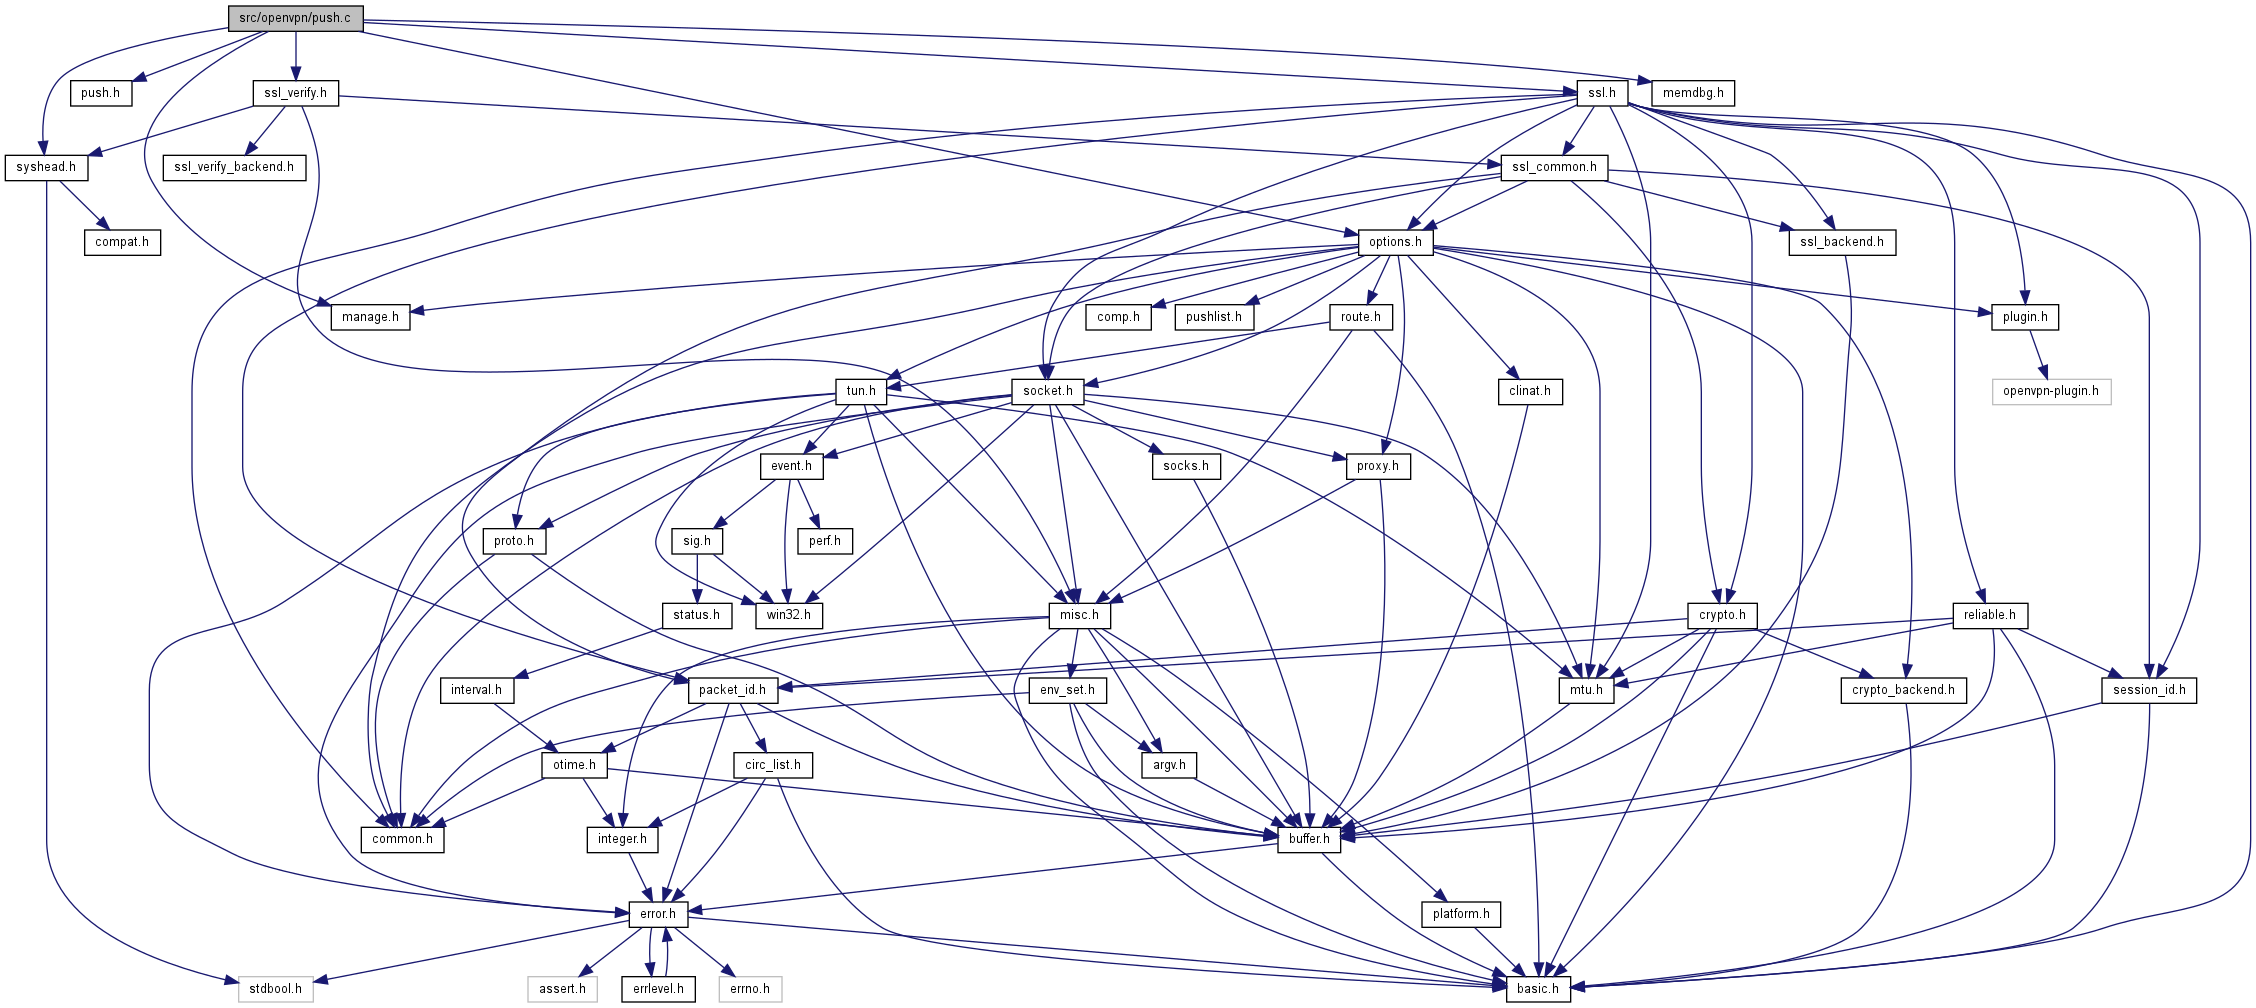 src/openvpn/push.c
push.h
ssl_verify.h
ssl.h
memdbg.h
syshead.h
ssl_verify_backend.h
ssl_common.h
compat.h
options.h
ssl_backend.h
manage.h
comp.h
pushlist.h
route.h
plugin.h
tun.h
socket.h
clinat.h
openvpn-plugin.h
event.h
socks.h
proxy.h
proto.h
sig.h
perf.h
status.h
win32.h
misc.h
crypto.h
reliable.h
interval.h
packet_id.h
env_set.h
mtu.h
crypto_backend.h
session_id.h
otime.h
circ_list.h
argv.h
common.h
integer.h
buffer.h
error.h
platform.h
stdbool.h
assert.h
errlevel.h
errno.h
basic.h